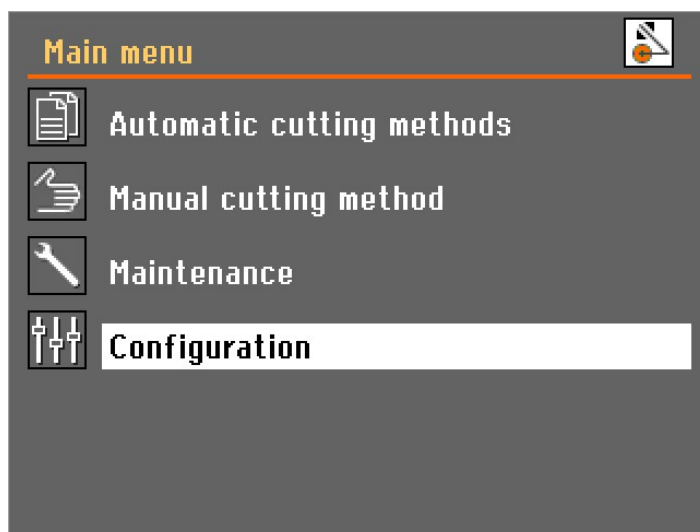 Main menu
Automatic cutting methods
Manual cutting method
Maintenance
Configuration